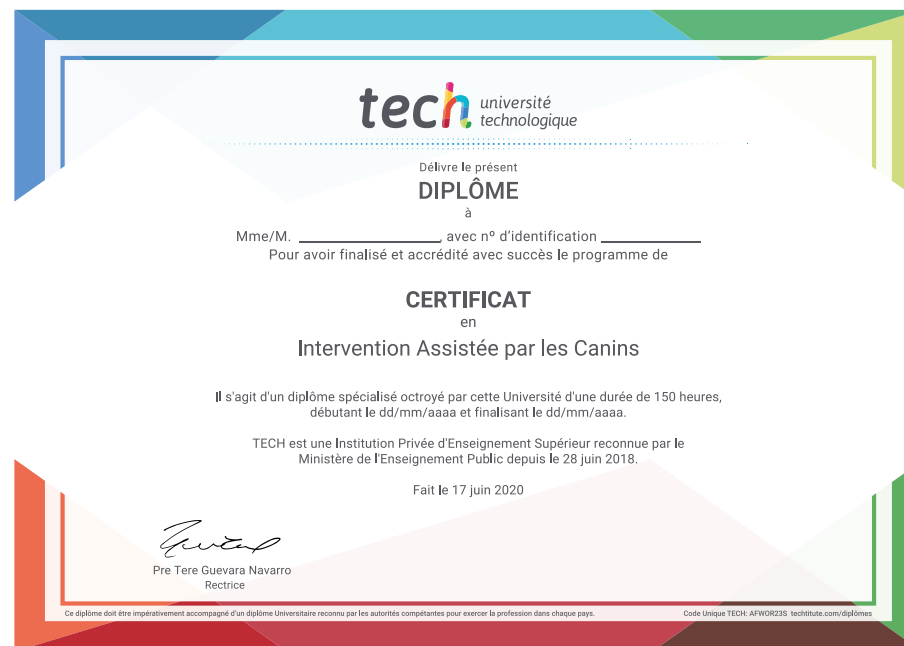 tech université
technologique
Délivre le présent
DIPLÔME
à
Mme/M. ____________________, avec nº d'identification ______________
Pour avoir finalisé et accrédité avec succès le programme de
CERTIFICAT
en
Intervention Assistée par les Canins
Il s'agit d'un diplôme spécialisé octroyé par cette Université d'une durée de 150 heures,
débutant le dd/mm/aaaa et finalisant le dd/mm/aaaa.
TECH est une Institution Privée d'Enseignement Supérieur reconnue par le
Ministère de l'Enseignement Public depuis le 28 juin 2018.
Fait le 17 juin 2020
Pre Tere Guevara Navarro
Rectrice
Ce diplôme doit être impérativement accompagné d'un diplôme Universitaire reconnu par les autorités compétantes pour exercer la profession dans chaque pays. Code Unique TECH: AFWOR23S techtitute.com/diplômes